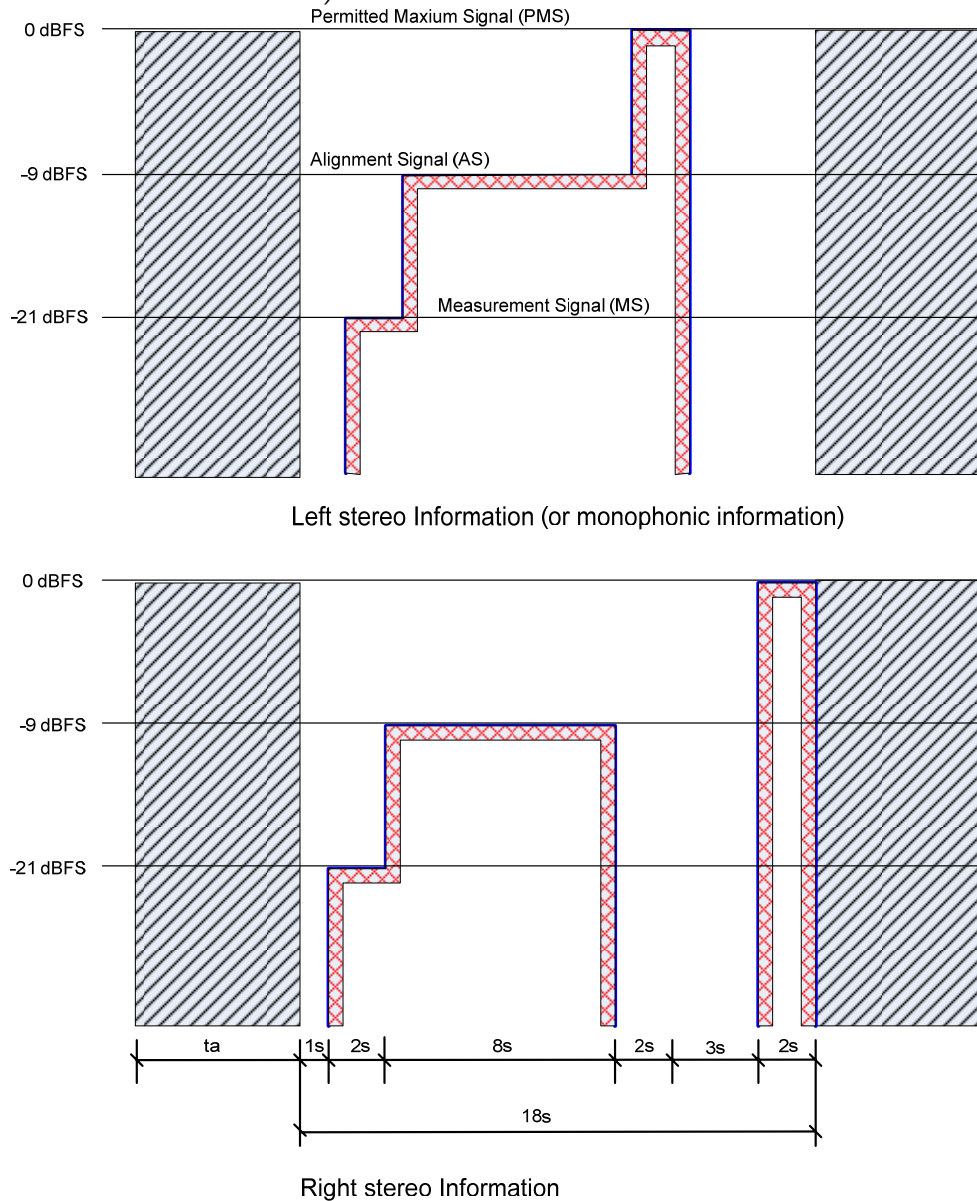 )
Permitted Maxium Signal (PMS)
0 dBFS
Alignment Signal (AS)
-9 dBFS
Measurement Signal (MS)
-21 dBFS
Left stereo Information (or monophonic information)
0 dBFS
-9 dBFS
-21 dBFS
ta 1s 2s 8s 2s 3s 2s
18s
Right stereo Information